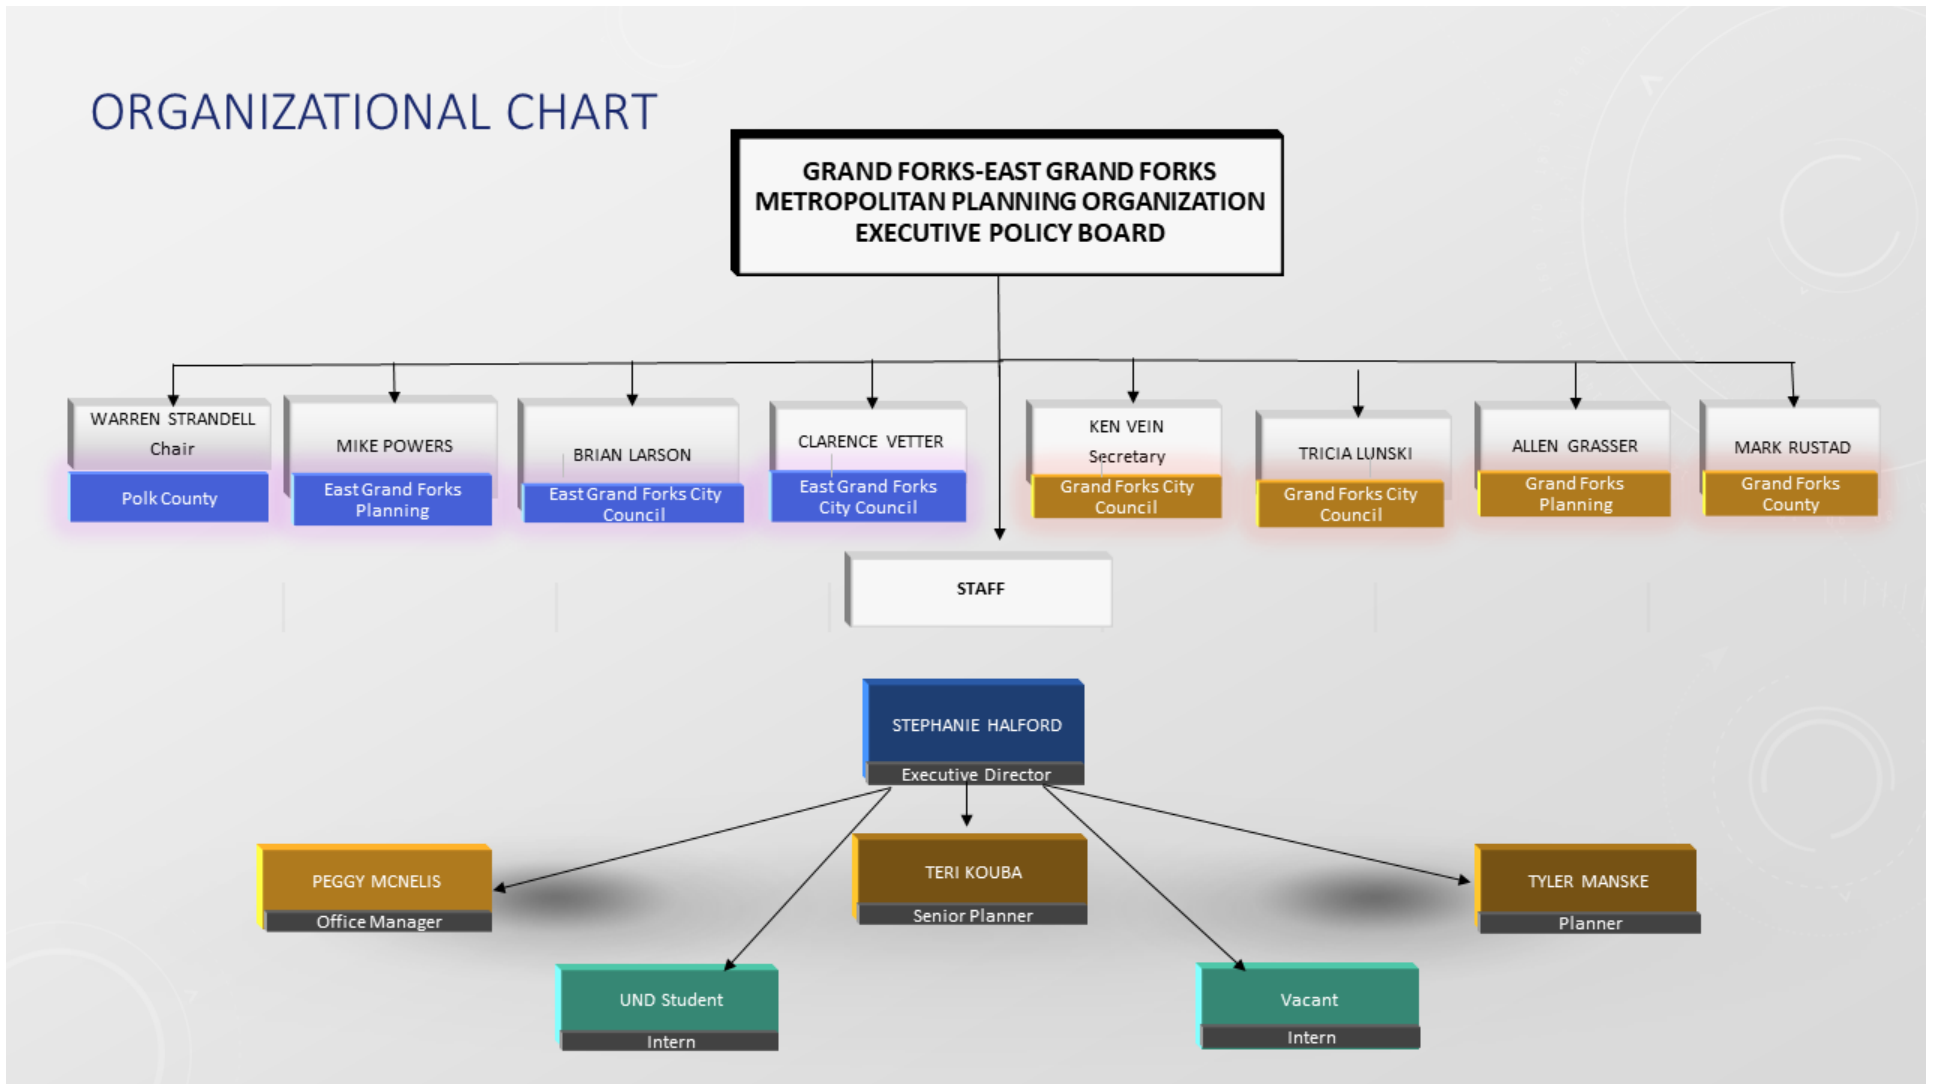 ORGANIZATIONAL CHART
GRAND FORKS-EAST GRAND FORKS
METROPOLITAN PLANNING ORGANIZATION
EXECUTIVE POLICY BOARD
WARREN STRANDELL
Chair
Polk County
MIKE POWERS
East Grand Forks
Planning
BRIAN LARSON
East Grand Forks City
Council
CLARENCE VETTER
East Grand Forks
City Council
KEN VEIN
Secretary
Grand Forks City
Council
TRICIA LUNSKI
Grand Forks City
Council
ALLEN GRASSER
Grand Forks
Planning
MARK RUSTAD
Grand Forks
County
STAFF
STEPHANIE HALFORD
Executive Director
PEGGY MCNELIS
Office Manager
TERI KOUBA
Senior Planner
TYLER MANSKE
Planner
UND Student
Intern
Vacant
Intern